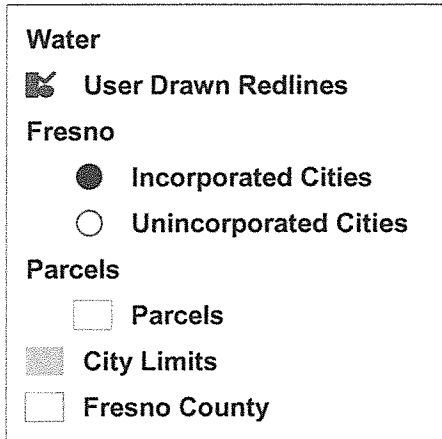 Water
User Drawn Redlines
Fresno
Incorporated Cities
Unincorporated Cities
Parcels
Parcels
City Limits
Fresno County